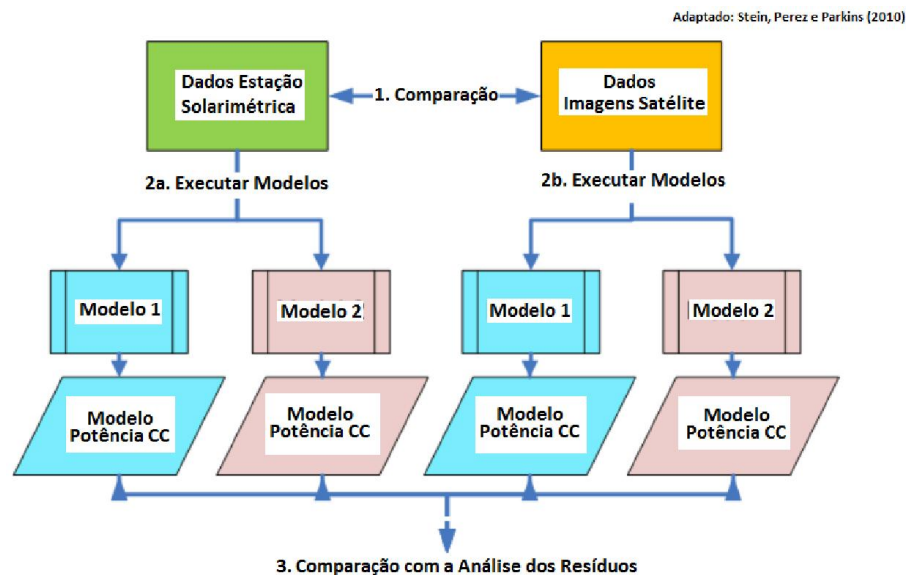 Adaptado: Stein, Perez e Parkins (2010)
Dados Estação
Solarimétrica
1. Comparação
Dados
Imagens Satélite
2a. Executar Modelos
2b. Executar Modelos
Modelo 1
Modelo 2
Modelo 1
Modelo 2
Modelo
Potência CC
Modelo
Potência CC
Modelo
Potência CC
Modelo
Potência CC
3. Comparação com a Análise dos Resíduos